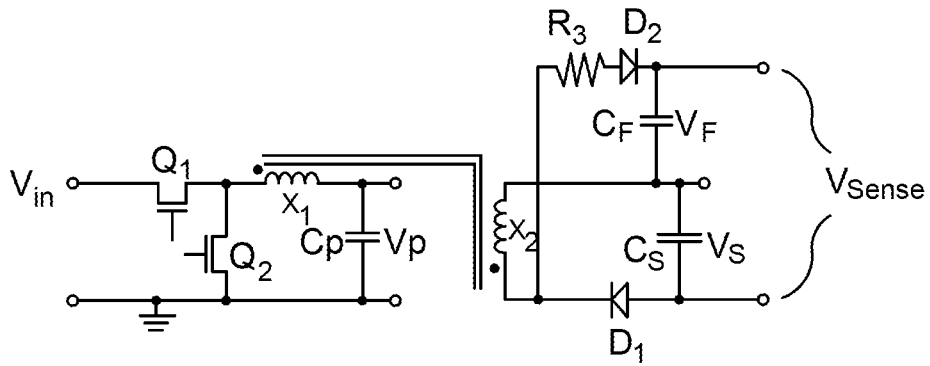 R3 D2
CF VF
Q1
Vin
X1
VSense
Q2
Cp Vp
X2
CS VS
D1